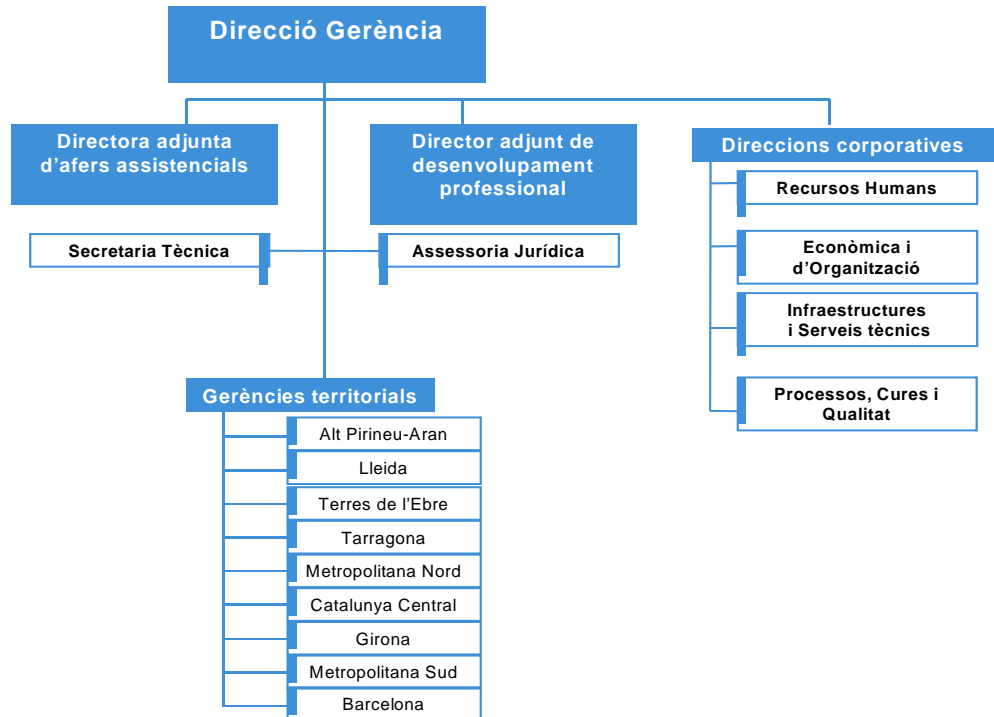 Direcció Gerència
Directora adjunta
d'afers assistencials
Director adjunt de
desenvolupament
professional
Direccions corporatives
Recursos Humans
Econòmica i
d’Organització
Infraestructures
i Serveis tècnics
Processos, Cures i
Qualitat
Secretaria Tècnica
Assessoria Jurídica
Gerències territorials
Alt Pirineu-Aran
Lleida
Terres de l’Ebre
Tarragona
Metropolitana Nord
Catalunya Central
Girona
Metropolitana Sud
Barcelona